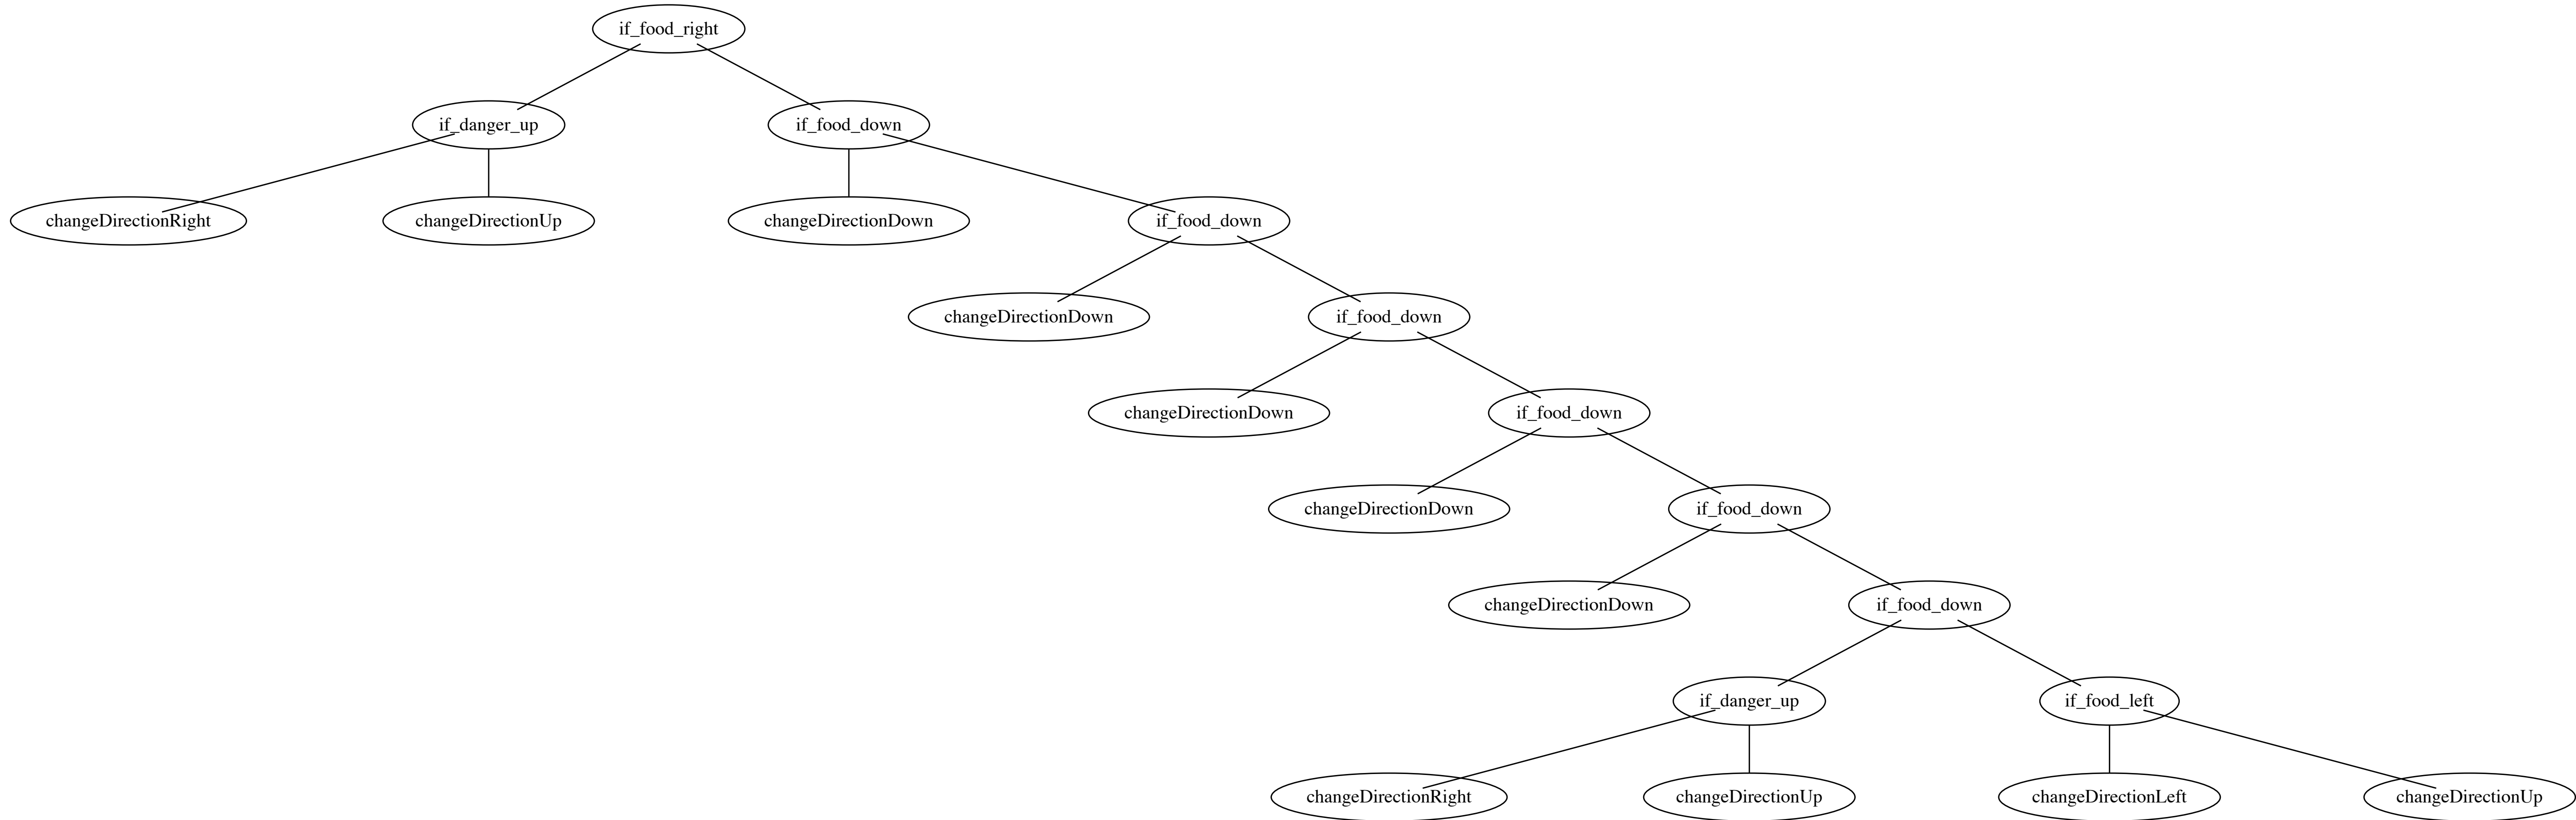 if_food_right
if_danger_up
if_food_down
changeDirectionRight
changeDirectionUp
changeDirectionDown
if_food_down
changeDirectionDown
if_food_down
changeDirectionDown
if_food_down
changeDirectionDown
if_food_down
changeDirectionDown
if_food_down
if_danger_up
if_food_left
changeDirectionRight
changeDirectionUp
changeDirectionLeft
changeDirectionUp